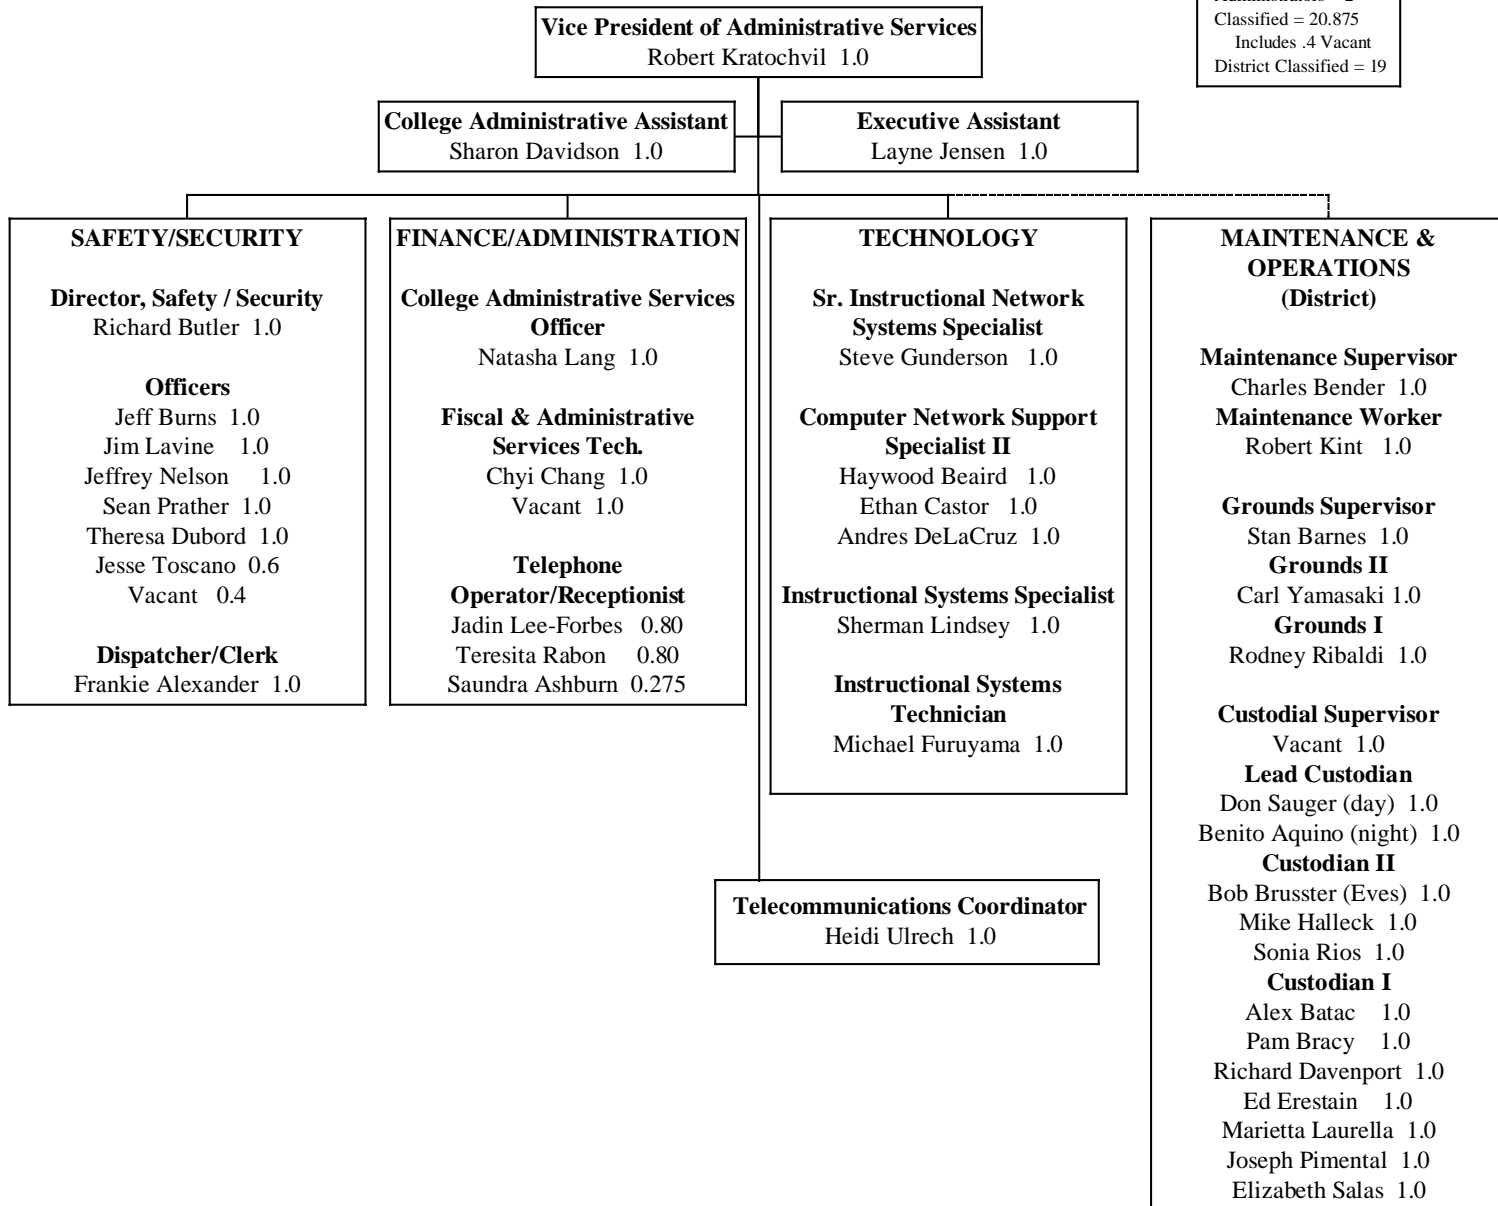 Classified = 20.875
Includes .4 Vacant
District Classified = 19
Vice President of Administrative Services
Robert Kratochvil 1.0
College Administrative Assistant
Sharon Davidson 1.0
Executive Assistant
Layne Jensen 1.0
SAFETY/SECURITY
Director, Safety / Security
Richard Butler 1.0
Officers
Jeff Burns 1.0
Jim Lavine 1.0
Jeffrey Nelson 1.0
Sean Prather 1.0
Theresa Dubord 1.0
Jesse Toscano 0.6
Vacant 0.4
Dispatcher/Clerk
Frankie Alexander 1.0
FINANCE/ADMINISTRATION
College Administrative Services
Officer
Natasha Lang 1.0
Fiscal & Administrative
Services Tech.
Chyi Chang 1.0
Vacant 1.0
Telephone
Operator/Receptionist
Jadin Lee-Forbes 0.80
Teresita Rabon 0.80
Saundra Ashburn 0.275
TECHNOLOGY
Sr. Instructional Network
Systems Specialist
Steve Gunderson 1.0
Computer Network Support
Specialist II
Haywood Beaird 1.0
Ethan Castor 1.0
Andres DeLaCruz 1.0
Instructional Systems Specialist
Sherman Lindsey 1.0
Instructional Systems
Technician
Michael Furuyama 1.0
MAINTENANCE &
OPERATIONS
(District)
Maintenance Supervisor
Charles Bender 1.0
Maintenance Worker
Robert Kint 1.0
Grounds Supervisor
Stan Barnes 1.0
Grounds II
Carl Yamasaki 1.0
Grounds I
Rodney Ribaldi 1.0
Custodial Supervisor
Vacant 1.0
Lead Custodian
Don Sauger (day) 1.0
Benito Aquino (night) 1.0
Custodian II
Bob Brusster (Eves) 1.0
Mike Halleck 1.0
Sonia Rios 1.0
Custodian I
Alex Batac 1.0
Pam Bracy 1.0
Richard Davenport 1.0
Ed Erestain 1.0
Marietta Laurella 1.0
Joseph Pimental 1.0
Elizabeth Salas 1.0
Telecommunications Coordinator
Heidi Ulrech 1.0